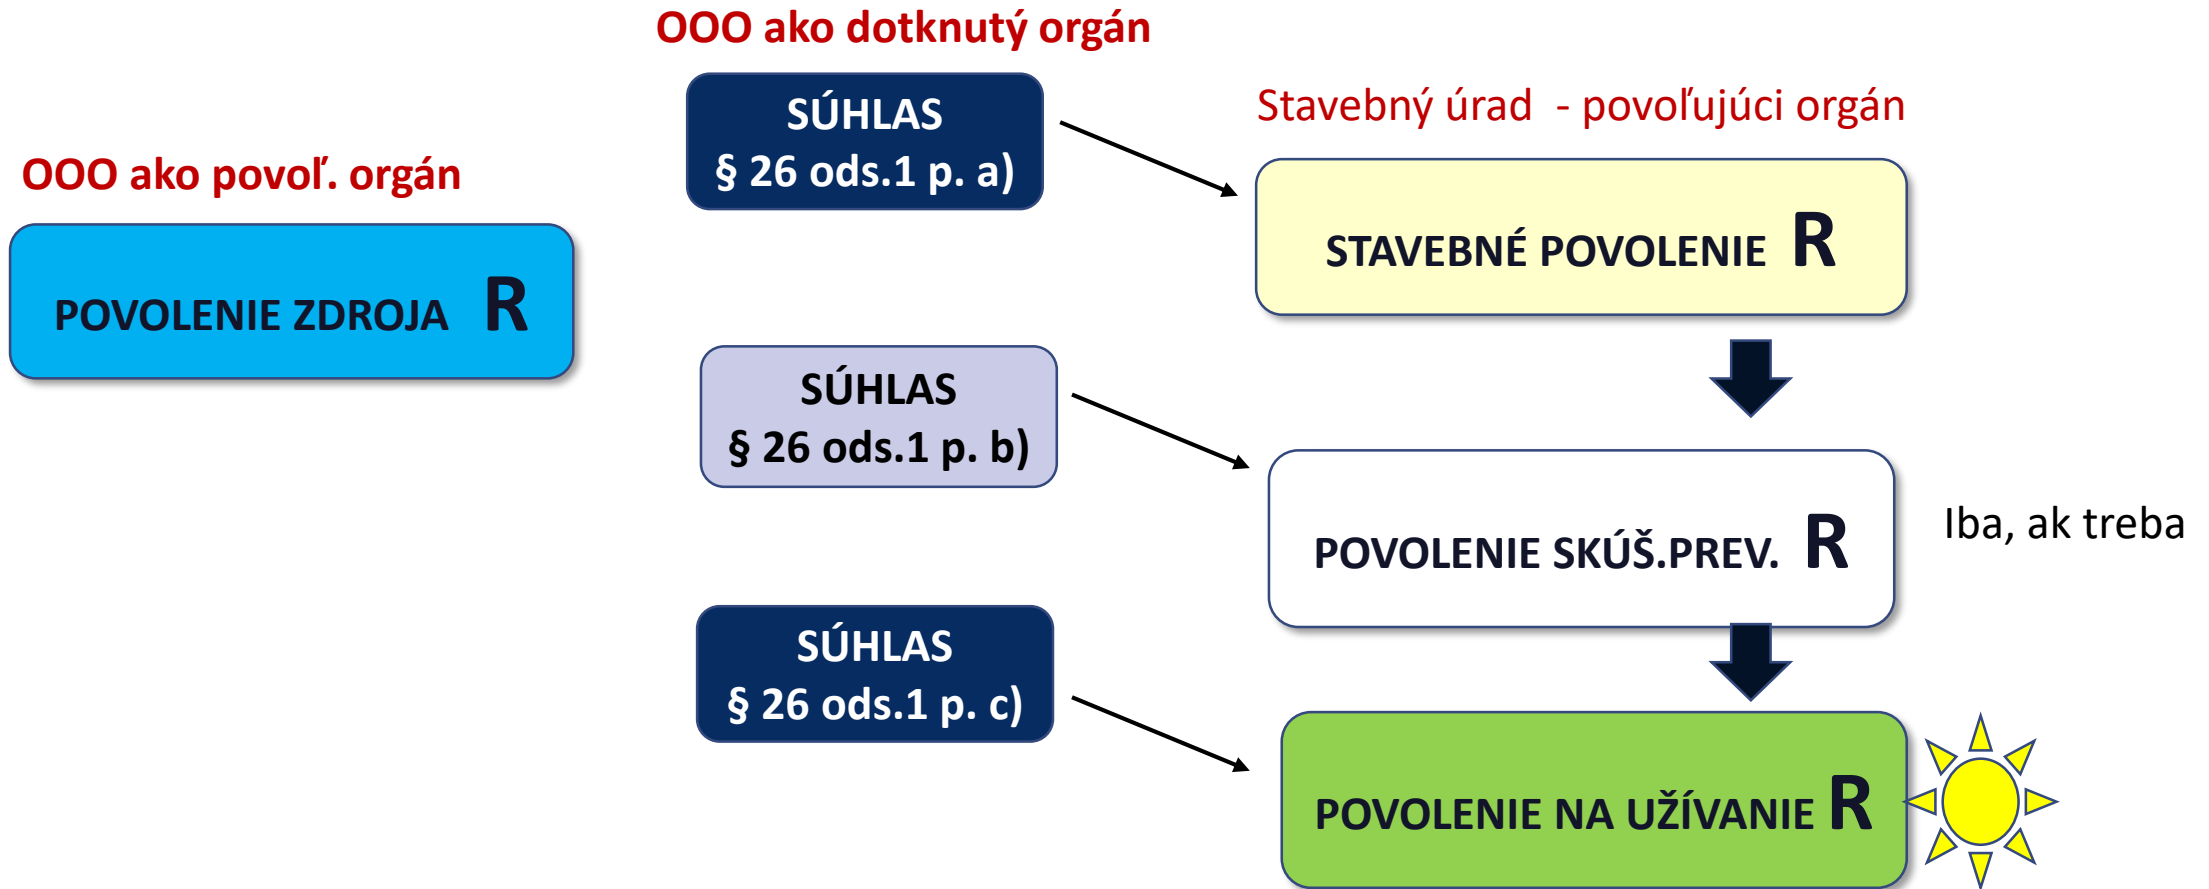 OOO ako dotknutý orgán
OOO ako povoľ. orgán
POVOLENIE ZDROJA R
SÚHLAS
§ 26 ods.1 p. a)
SÚHLAS
§ 26 ods.1 p. b)
SÚHLAS
§ 26 ods.1 p. c)
Stavebný úrad - povoľujúci orgán
STAVEBNÉ POVOLENIE R
POVOLENIE SKÚŠ.PREV. R
Iba, ak treba
POVOLENIE NA UŽÍVANIE R